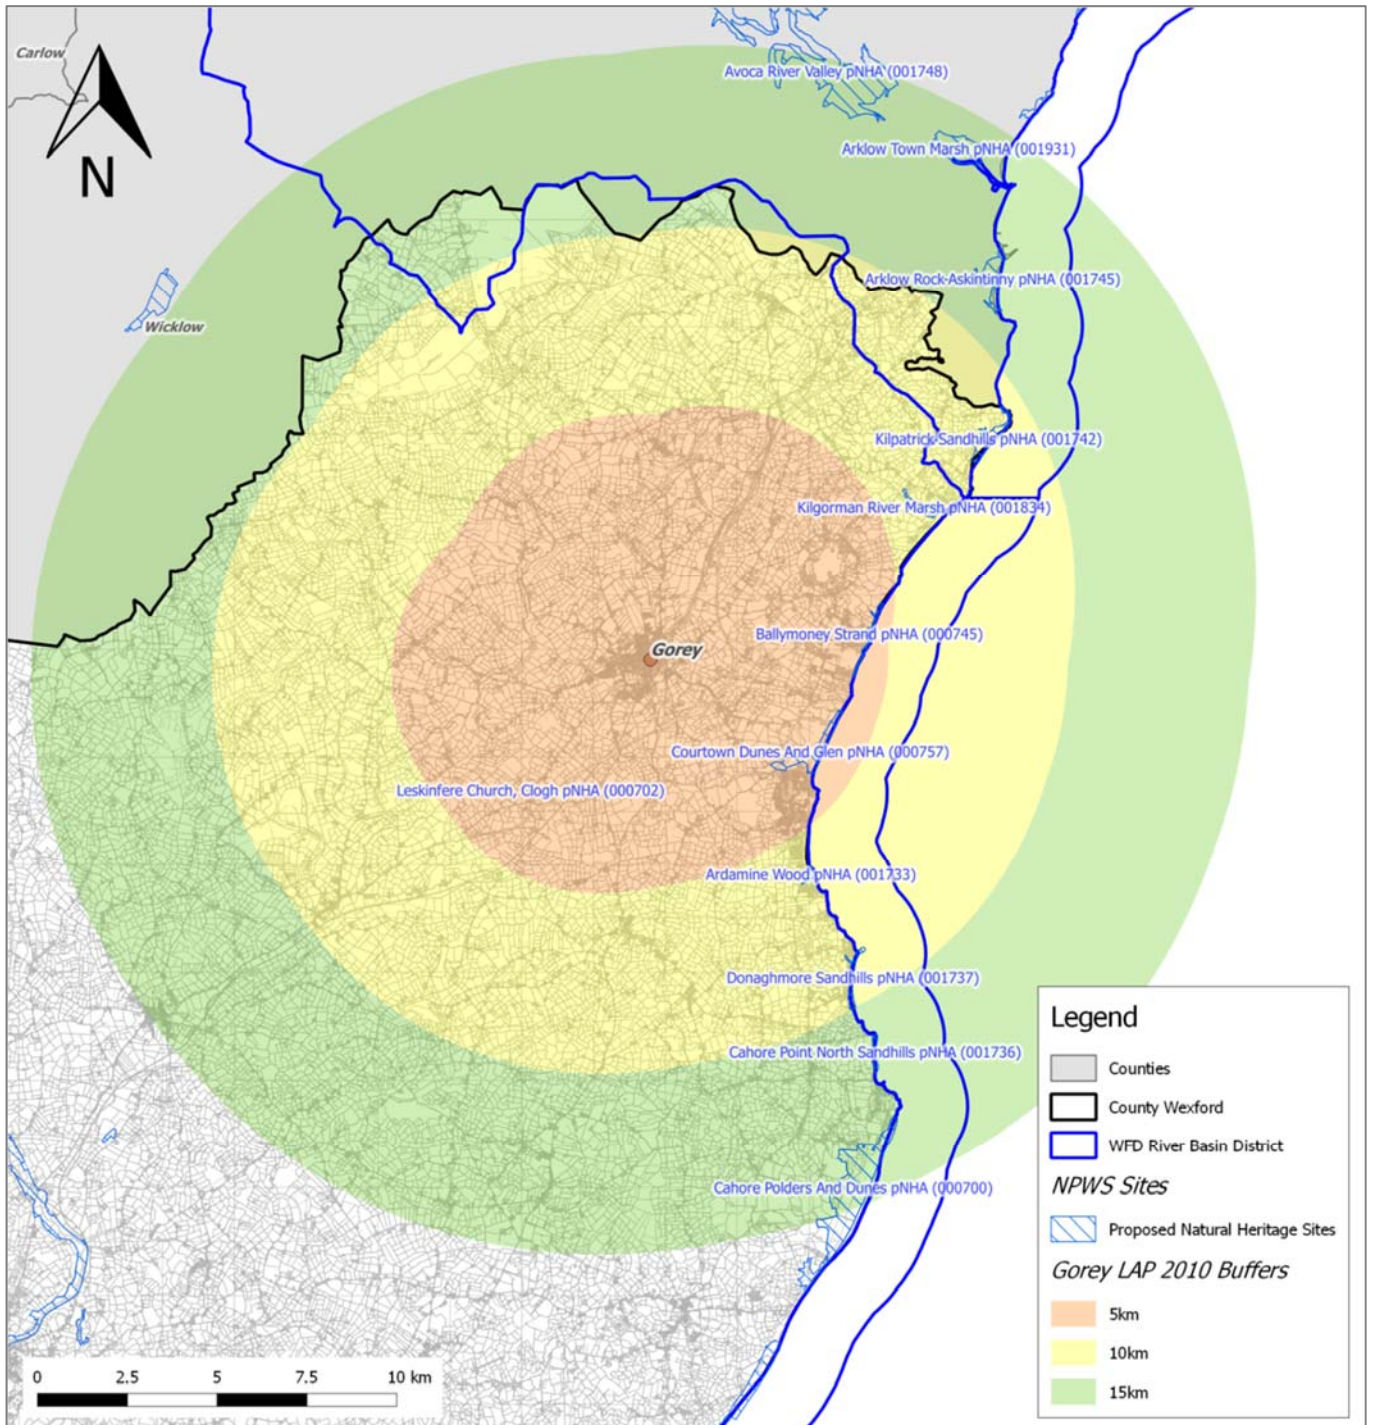 Carlow
N
Avoca River Valley pNHA (001748)
Arklow Town Marsh pNHA (001931)
Arklow Rock-Askintinny pNHA (001745)
Wicklow
Kilpatrick Sandhills pNHA (001742)
Kilgorman River Marsh pNHA (001834)
Ballymoney Strand pNHA (000745)
Gorey
Courtown Dunes And Glen pNHA (000757)
Leskinfere Church, Clogh pNHA (000702)
Ardamine Wood pNHA (001733)
Donaghmore Sandhills pNHA (001737)
Cahore Point North Sandhills pNHA (001736)
Cahore Polders And Dunes pNHA (000700)
Legend
Counties
County Wexford
WFD River Basin District
NPWS Sites
Proposed Natural Heritage Sites
Gorey LAP 2010 Buffers
5km
10km
15km
0 2.5 5 7.5 10 km